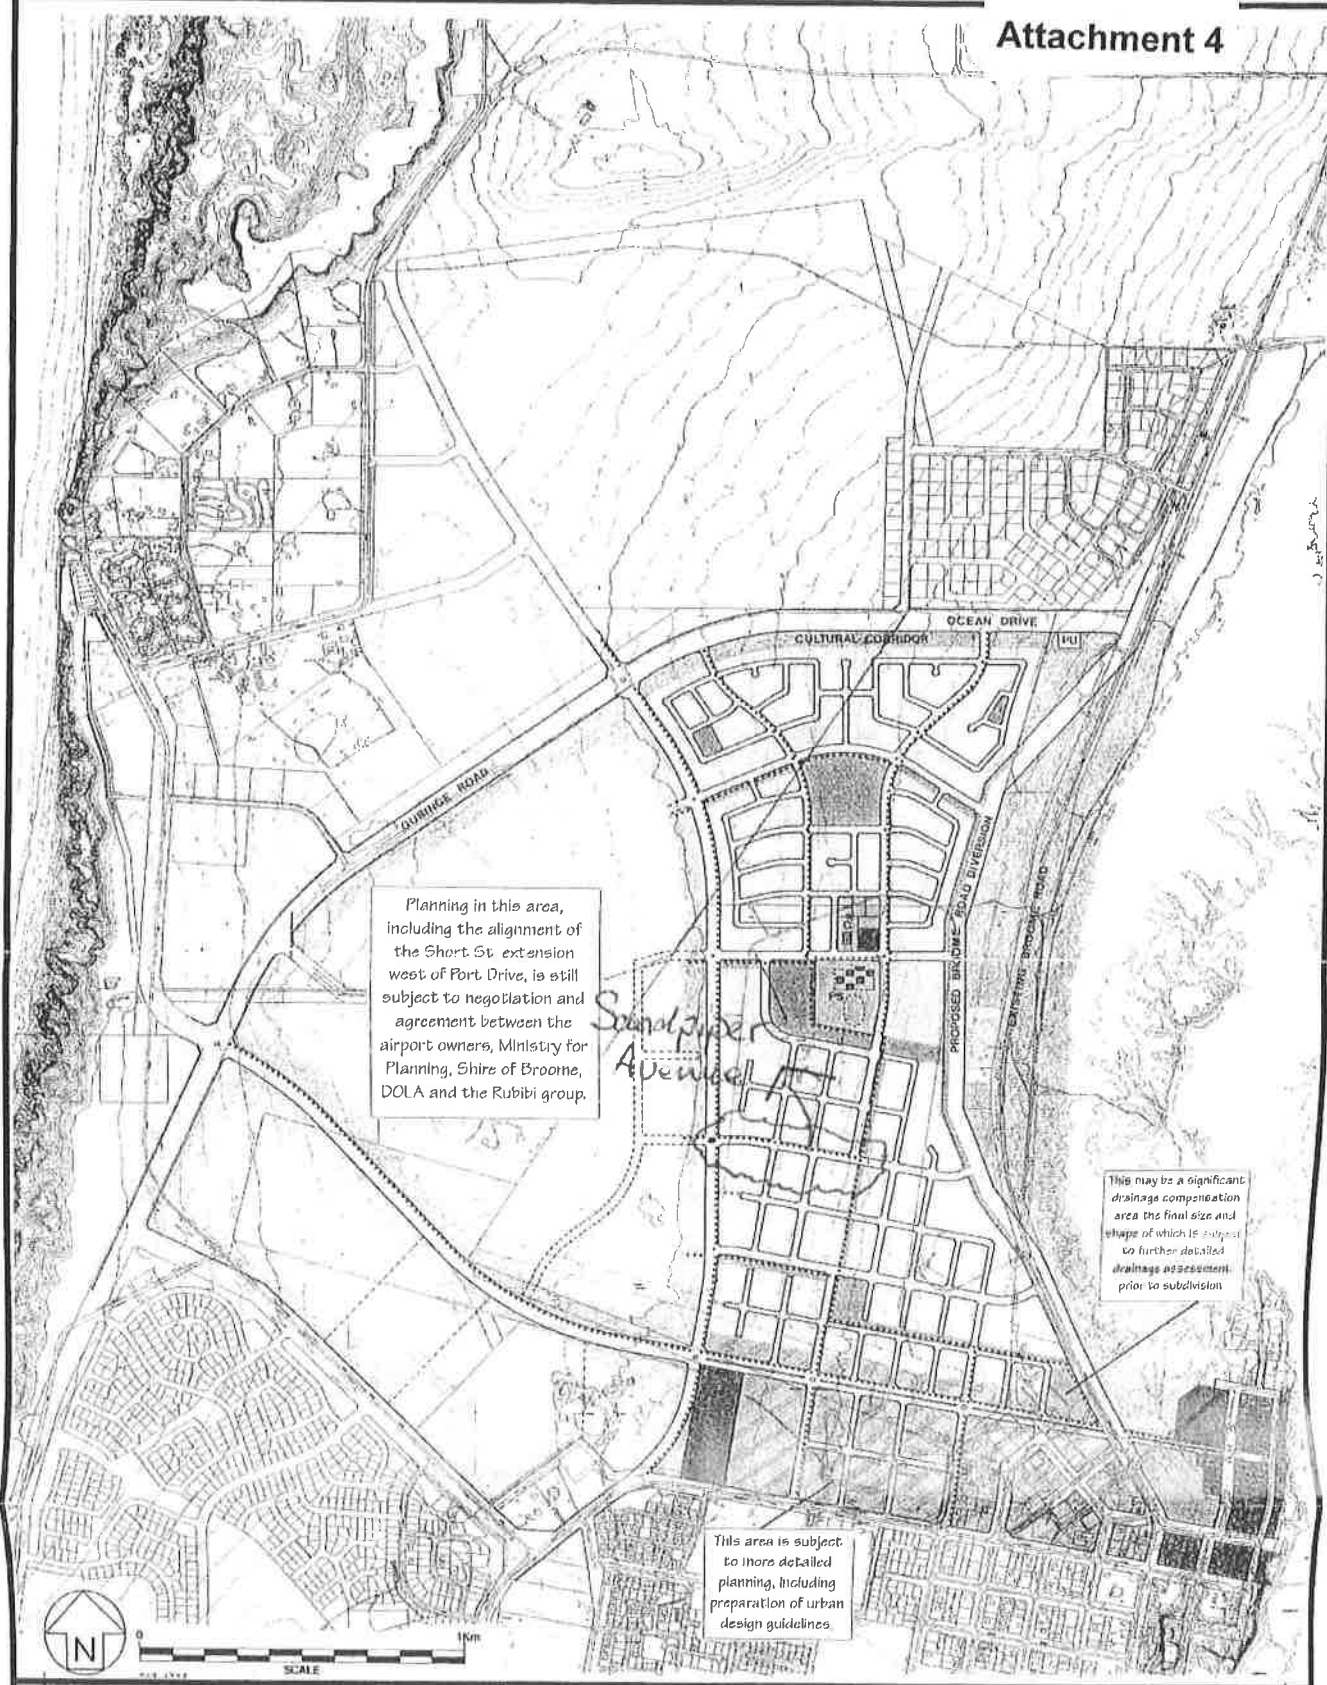 Attachment 4
OCEAN DRIVE
CULTURAL CORRIDOR
PU
GUBINGE ROAD
PROPOSED BROOME ROAD DIVERSION
EXISTING BROOME ROAD
PS
Planning in this area,
including the alignment of
the Short St extension
west of Port Drive, is still
subject to negotiation and
agreement between the
airport owners, Ministry for
Planning, Shire of Broome,
DOLA and the Rubibi group.
Sandpiper
Avenue
This may be a significant
drainage compensation
area the final size and
shape of which is subject
to further detailed
drainage assessment
prior to subdivision
This area is subject
to more detailed
planning, including
preparation of urban
design guidelines
N
0
1Km
SCALE